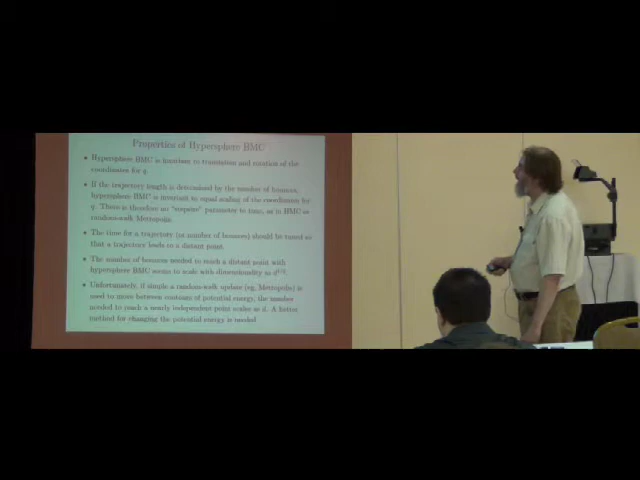 Properties of Hypersphere BMC
• Hypersphere BMC is invariant to translation and rotation of the
coordinates for q.
• If the trajectory length is determined by the number of bounces,
hypersphere BMC is invariant to equal scaling of the coordinates for
q. There is therefore no "stepsize" parameter to tune, as in HMC or
random-walk Metropolis.
• The time for a trajectory (or number of bounces) should be tuned so
that a trajectory leads to a distant point.
• The number of bounces needed to reach a distant point with
hypersphere BMC seems to scale with dimensionality as
• Unfortunately, if simple a random-walk update (eg, Metropolis) is
used to move between contours of potential energy, the number
needed to reach a nearly independent point scales as d. A better
method for changing the potential energy is needed